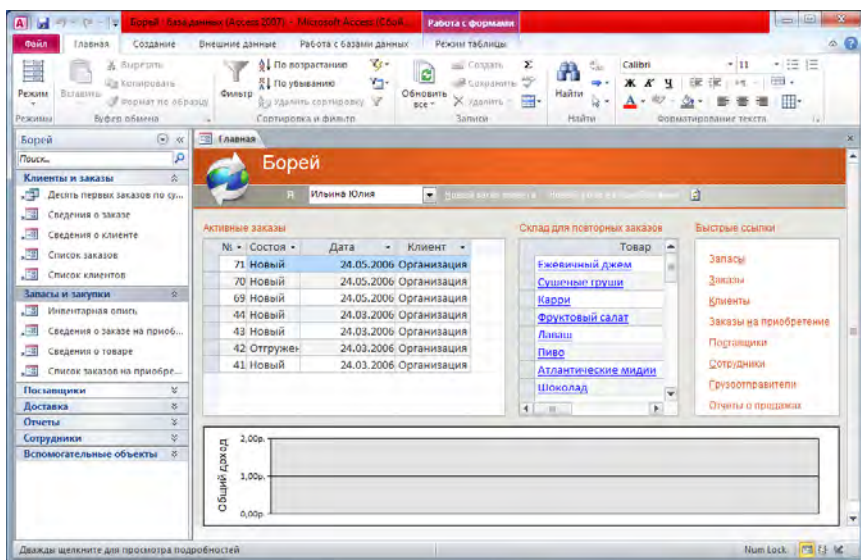 Борей : база данных (Access 2007) - Microsoft Access (Сбой...
Работа с формами
Файл Главная Создание Внешние данные Работа с базами данных Режим таблицы
Режим
Вставить
Вырезать
Копировать
Формат по образцу
Фильтр
По возрастанию
По убыванию
Удалить сортировку
Обновить все
Создать
Сохранить
Удалить
Найти
Calibri 11
Ж К Ч
Режимы Буфер обмена Сортировка и фильтр Записи Найти Форматирование текста
Борей
Поиск...
Клиенты и заказы
Десять первых заказов по су...
Сведения о заказе
Сведения о клиенте
Список заказов
Список клиентов
Запасы и закупки
Инвентарная опись
Сведения о заказе на приоб...
Сведения о товаре
Список заказов на приобре...
Поставщики
Доставка
Отчеты
Сотрудники
Вспомогательные объекты
Главная
Борей
Я Ильина Юлия
Активные заказы
№ Состоя Дата Клиент
71 Новый 24.05.2006 Организация
70 Новый 24.05.2006 Организация
69 Новый 24.05.2006 Организация
44 Новый 24.03.2006 Организация
43 Новый 24.03.2006 Организация
42 Отгружен 24.03.2006 Организация
41 Новый 24.03.2006 Организация
Склад для повторных заказов
Товар
Ежевичный джем
Сушеные груши
Карри
Фруктовый салат
Лаваш
Пиво
Атлантические мидии
Шоколад
Быстрые ссылки
Запасы
Заказы
Клиенты
Заказы на приобретение
Поставщики
Сотрудники
Грузоотправители
Отчеты о продажах
Общий доход
2,00р.
1,00р.
0,00р.
Дважды щелкните для просмотра подробностей
Num Lock